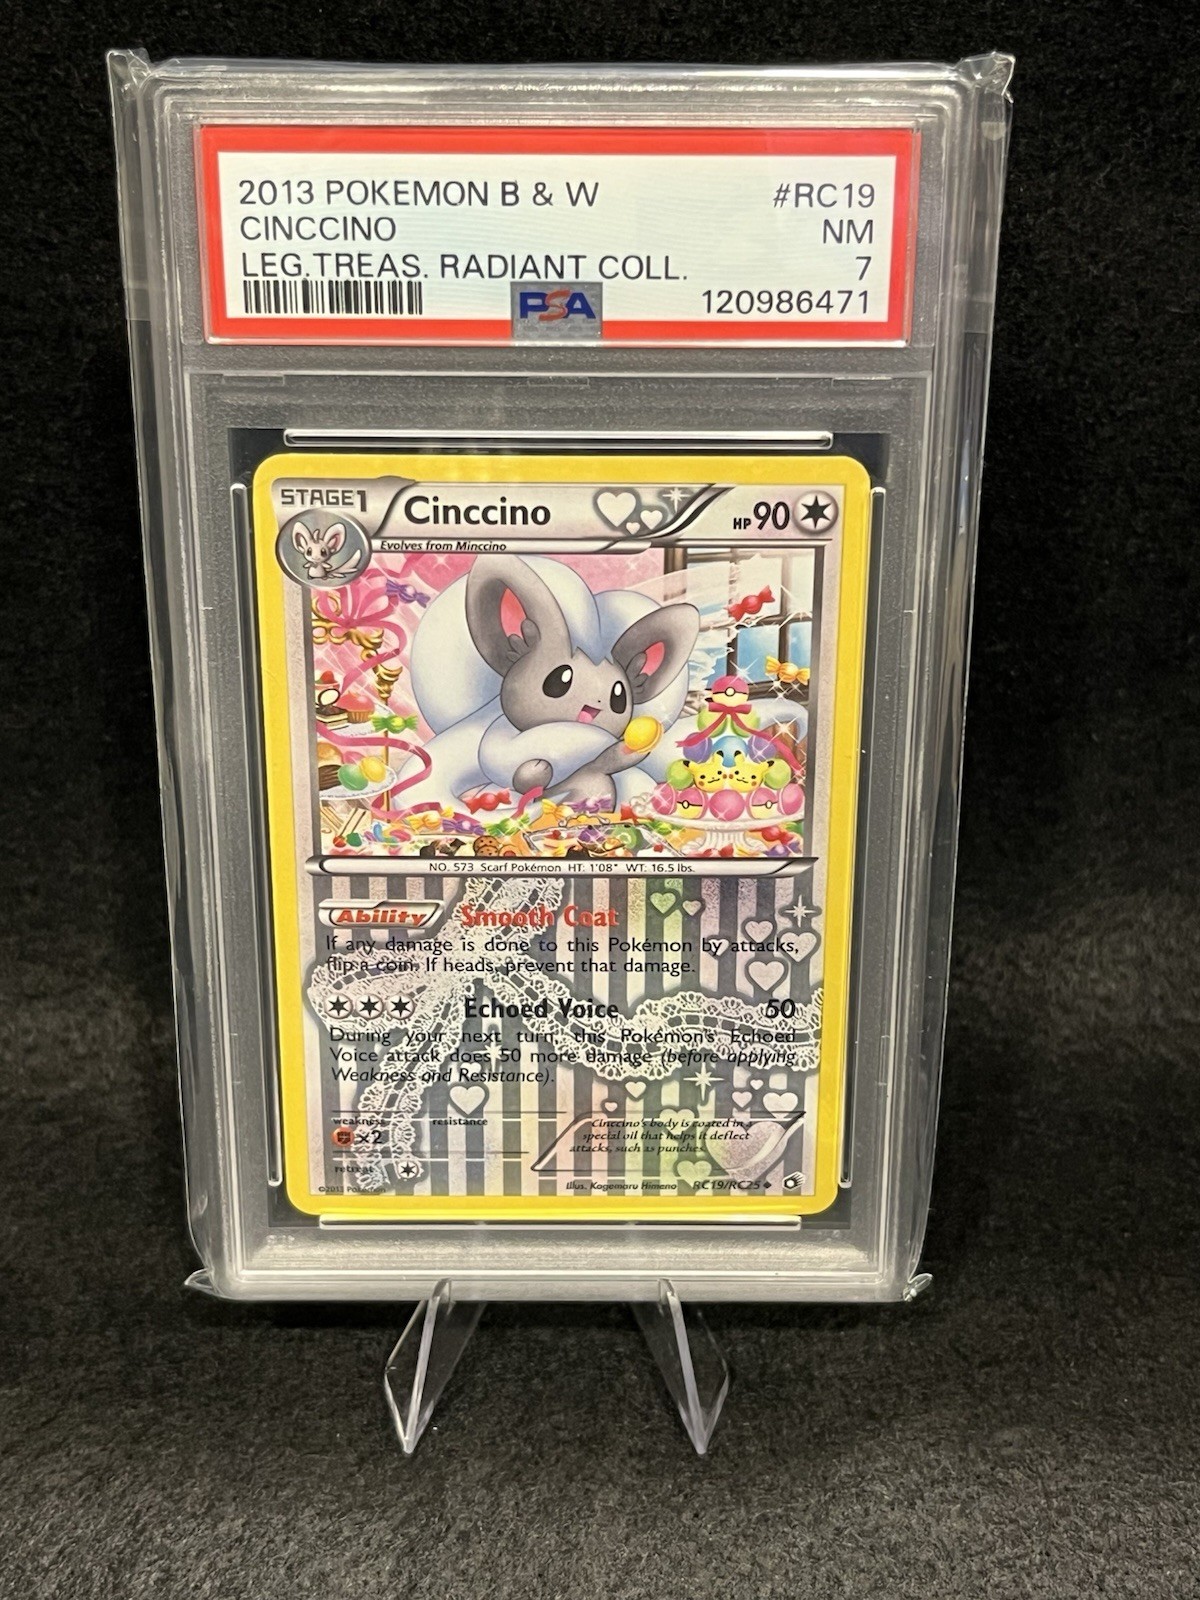 2013 POKEMON B & W #RC19
CINCCINO NM
LEG.TREAS. RADIANT COLL. 7
PSA 120986471
STAGE1 Cinccino HP90
Evolves from Minccino
NO. 573 Scarf Pokémon HT: 1'08" WT: 16.5 lbs.
Ability Smooth Coat
If any damage is done to this Pokémon by attacks,
flip a coin. If heads, prevent that damage.
Echoed Voice 50
During your next turn, this Pokémon's Echoed
Voice attack does 50 more damage (before applying
Weakness and Resistance).
weakness resistance
×2
Cinccino's body is coated in a
special oil that helps it deflect
attacks, such as punches.
retreat
©2013 Pokémon Illus. Kagemaru Himeno RC19/RC25